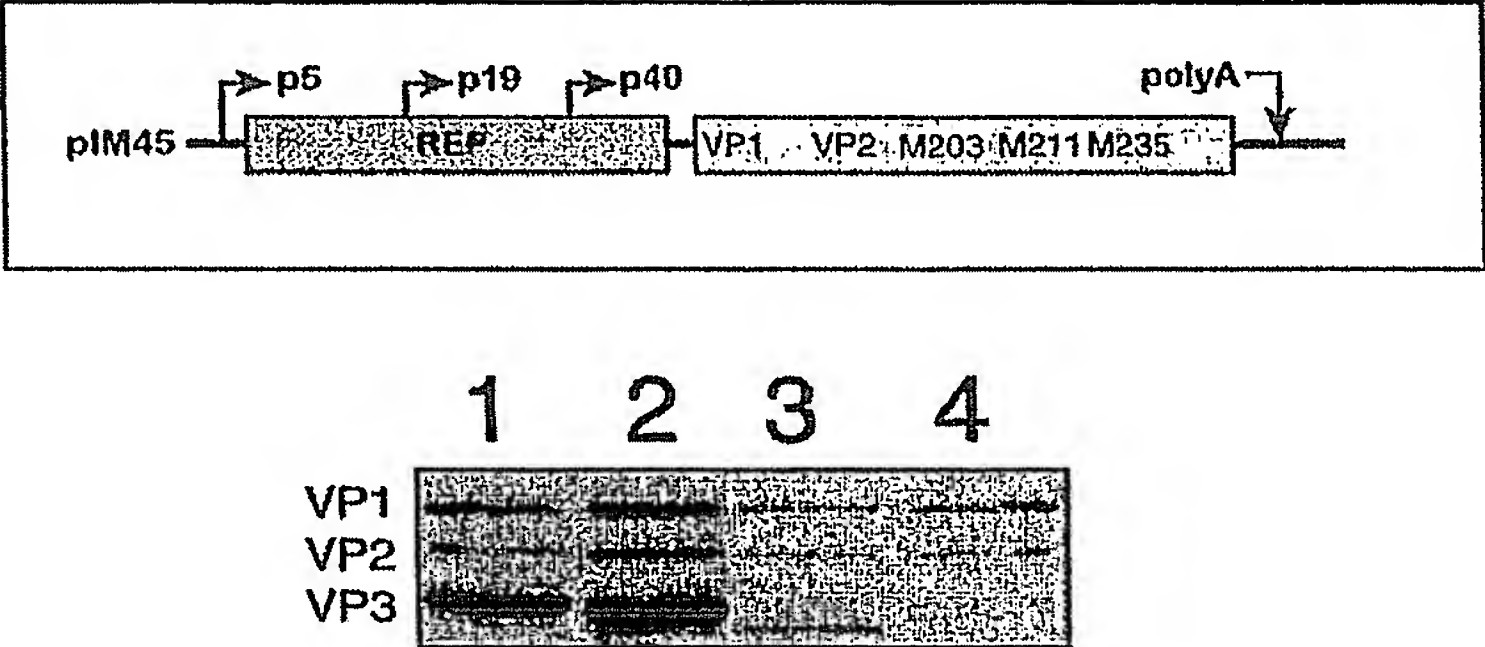 p5 p19 p40 polyA
pIM45 REP VP1 VP2 M203 M211 M235
1 2 3 4
VP1
VP2
VP3